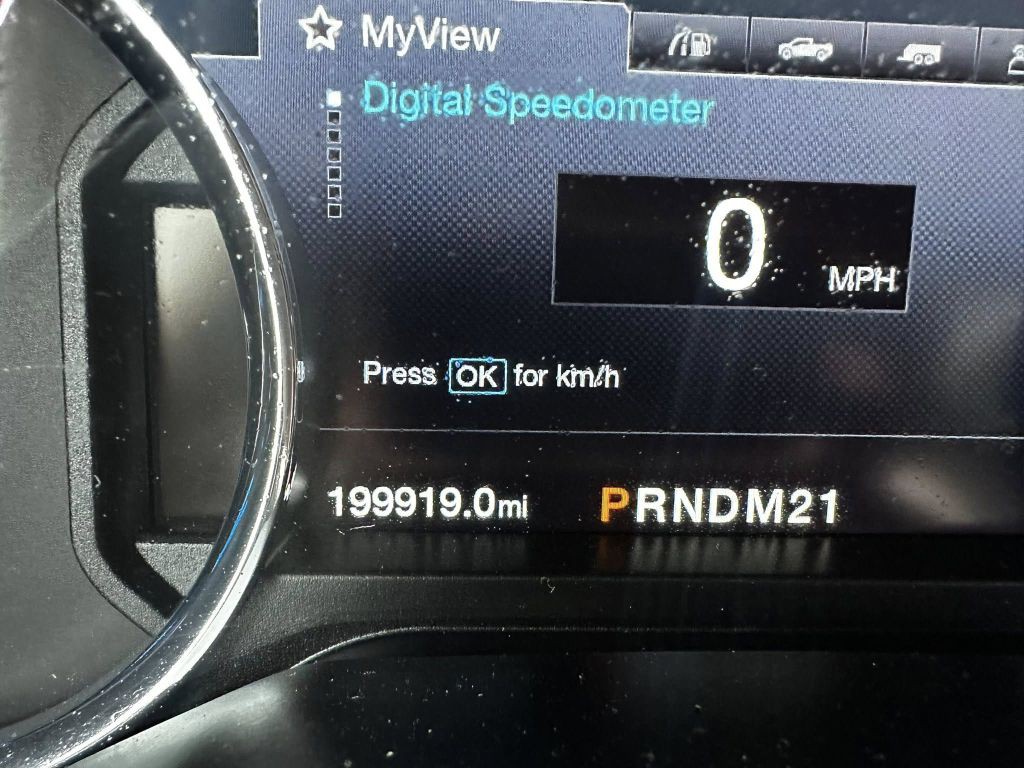 MyView
Digital Speedometer
0
MPH
Press OK for km/h
199919.0mi PRNDM21